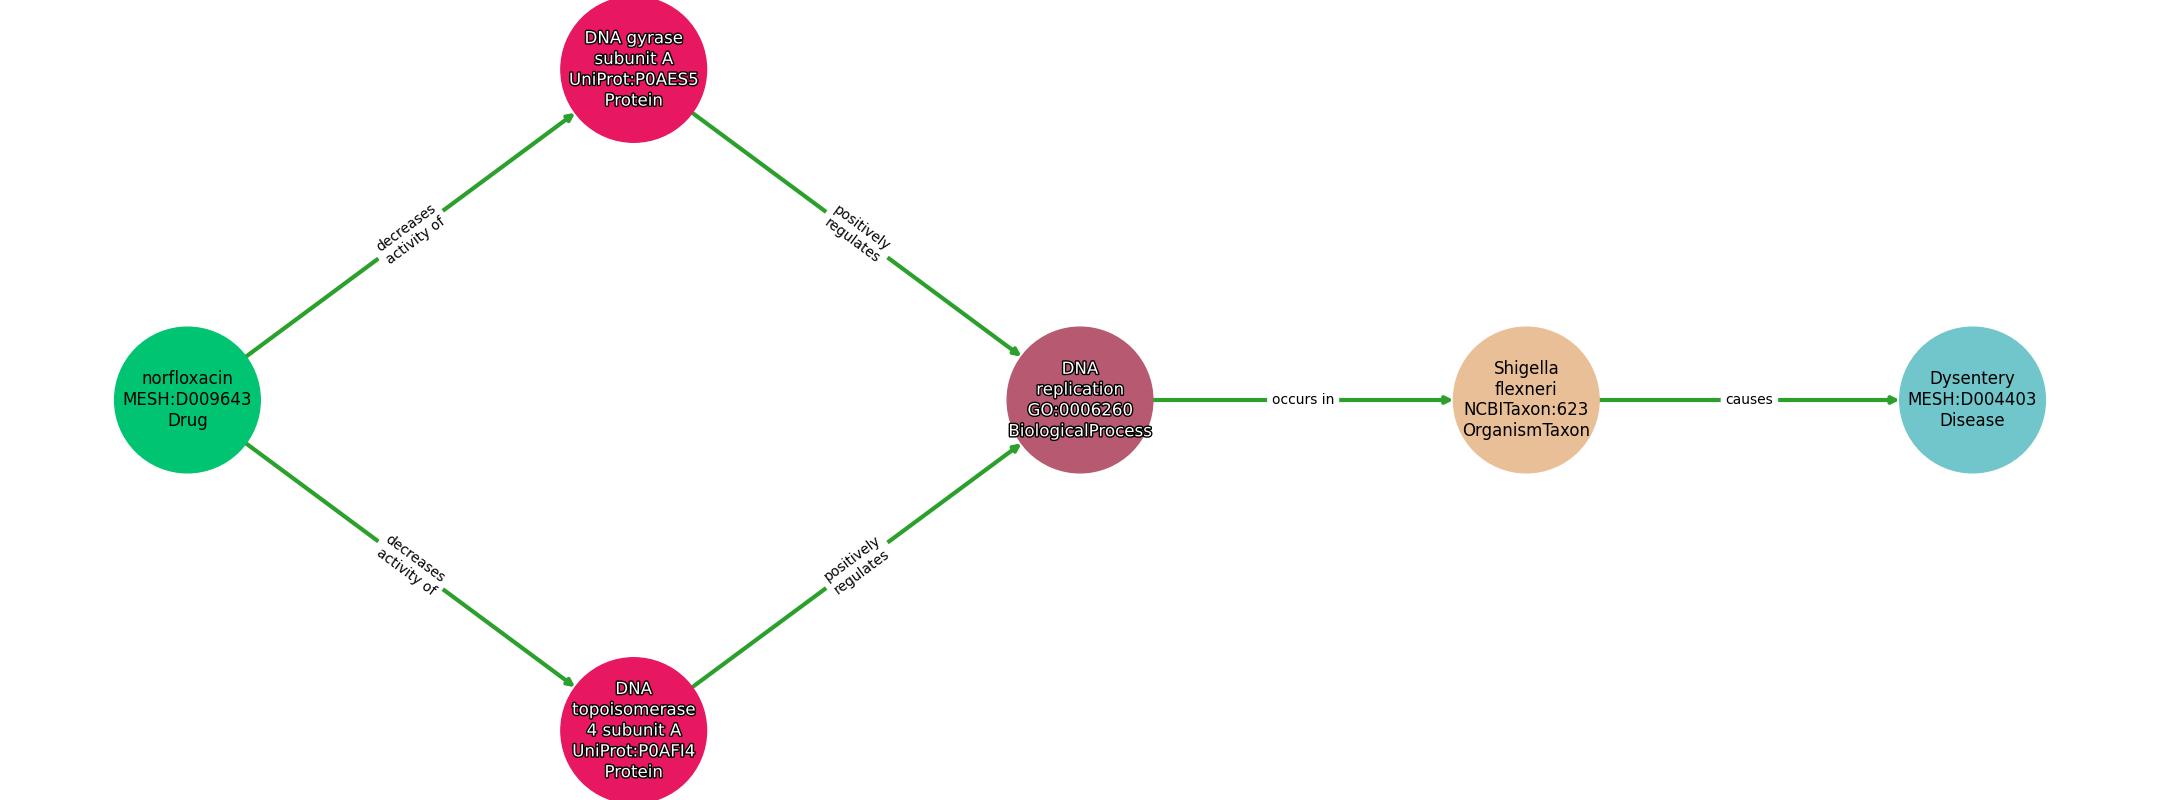 DNA gyrase
subunit A
UniProt:P0AES5
Protein
decreases
activity of
positively
regulates
norfloxacin
MESH:D009643
Drug
DNA
replication
GO:0006260
BiologicalProcess
occurs in
Shigella
flexneri
NCBITaxon:623
OrganismTaxon
causes
Dysentery
MESH:D004403
Disease
decreases
activity of
positively
regulates
DNA
topoisomerase
4 subunit A
UniProt:P0AFI4
Protein